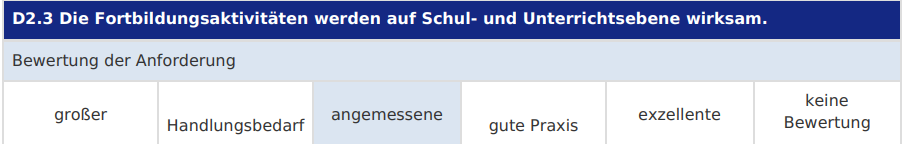 D2.3 Die Fortbildungsaktivitäten werden auf Schul- und Unterrichtsebene wirksam.
Bewertung der Anforderung
großer
Handlungsbedarf
angemessene
gute Praxis
exzellente
keine
Bewertung